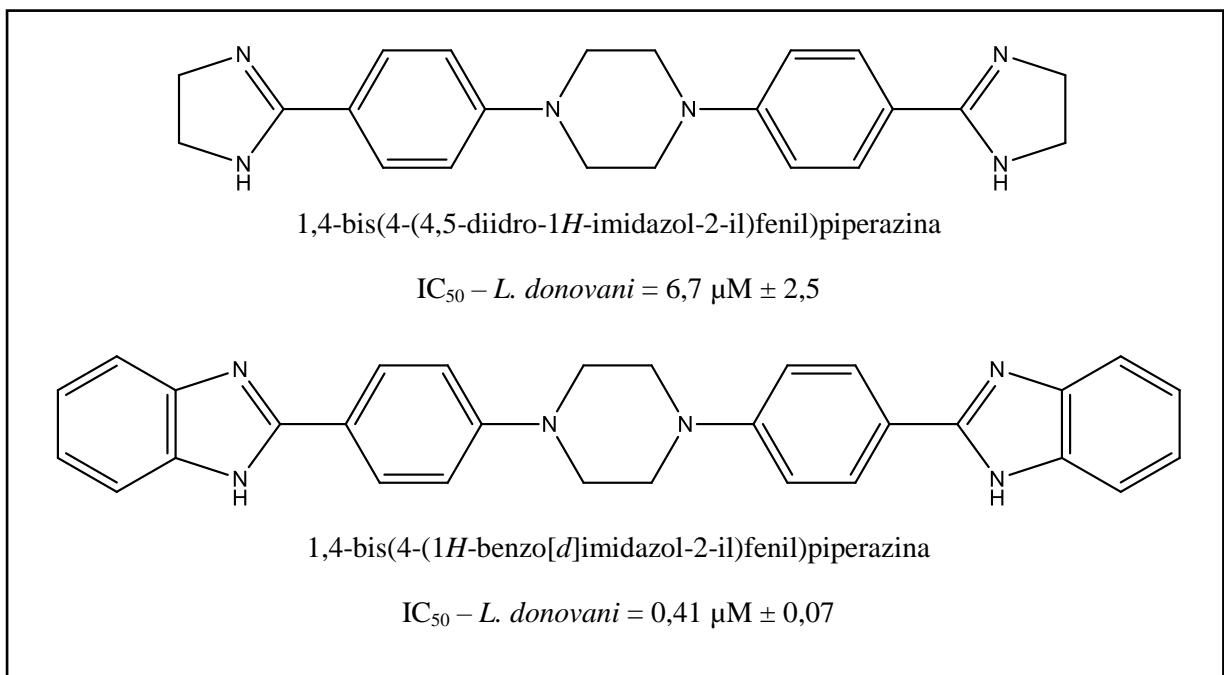 N N N N
N H N H
1,4-bis(4-(4,5-diidro-1H-imidazol-2-il)fenil)piperazina
IC₅₀ – L. donovani = 6,7 µM ± 2,5
N N N N
N H N H
1,4-bis(4-(1H-benzo[d]imidazol-2-il)fenil)piperazina
IC₅₀ – L. donovani = 0,41 µM ± 0,07